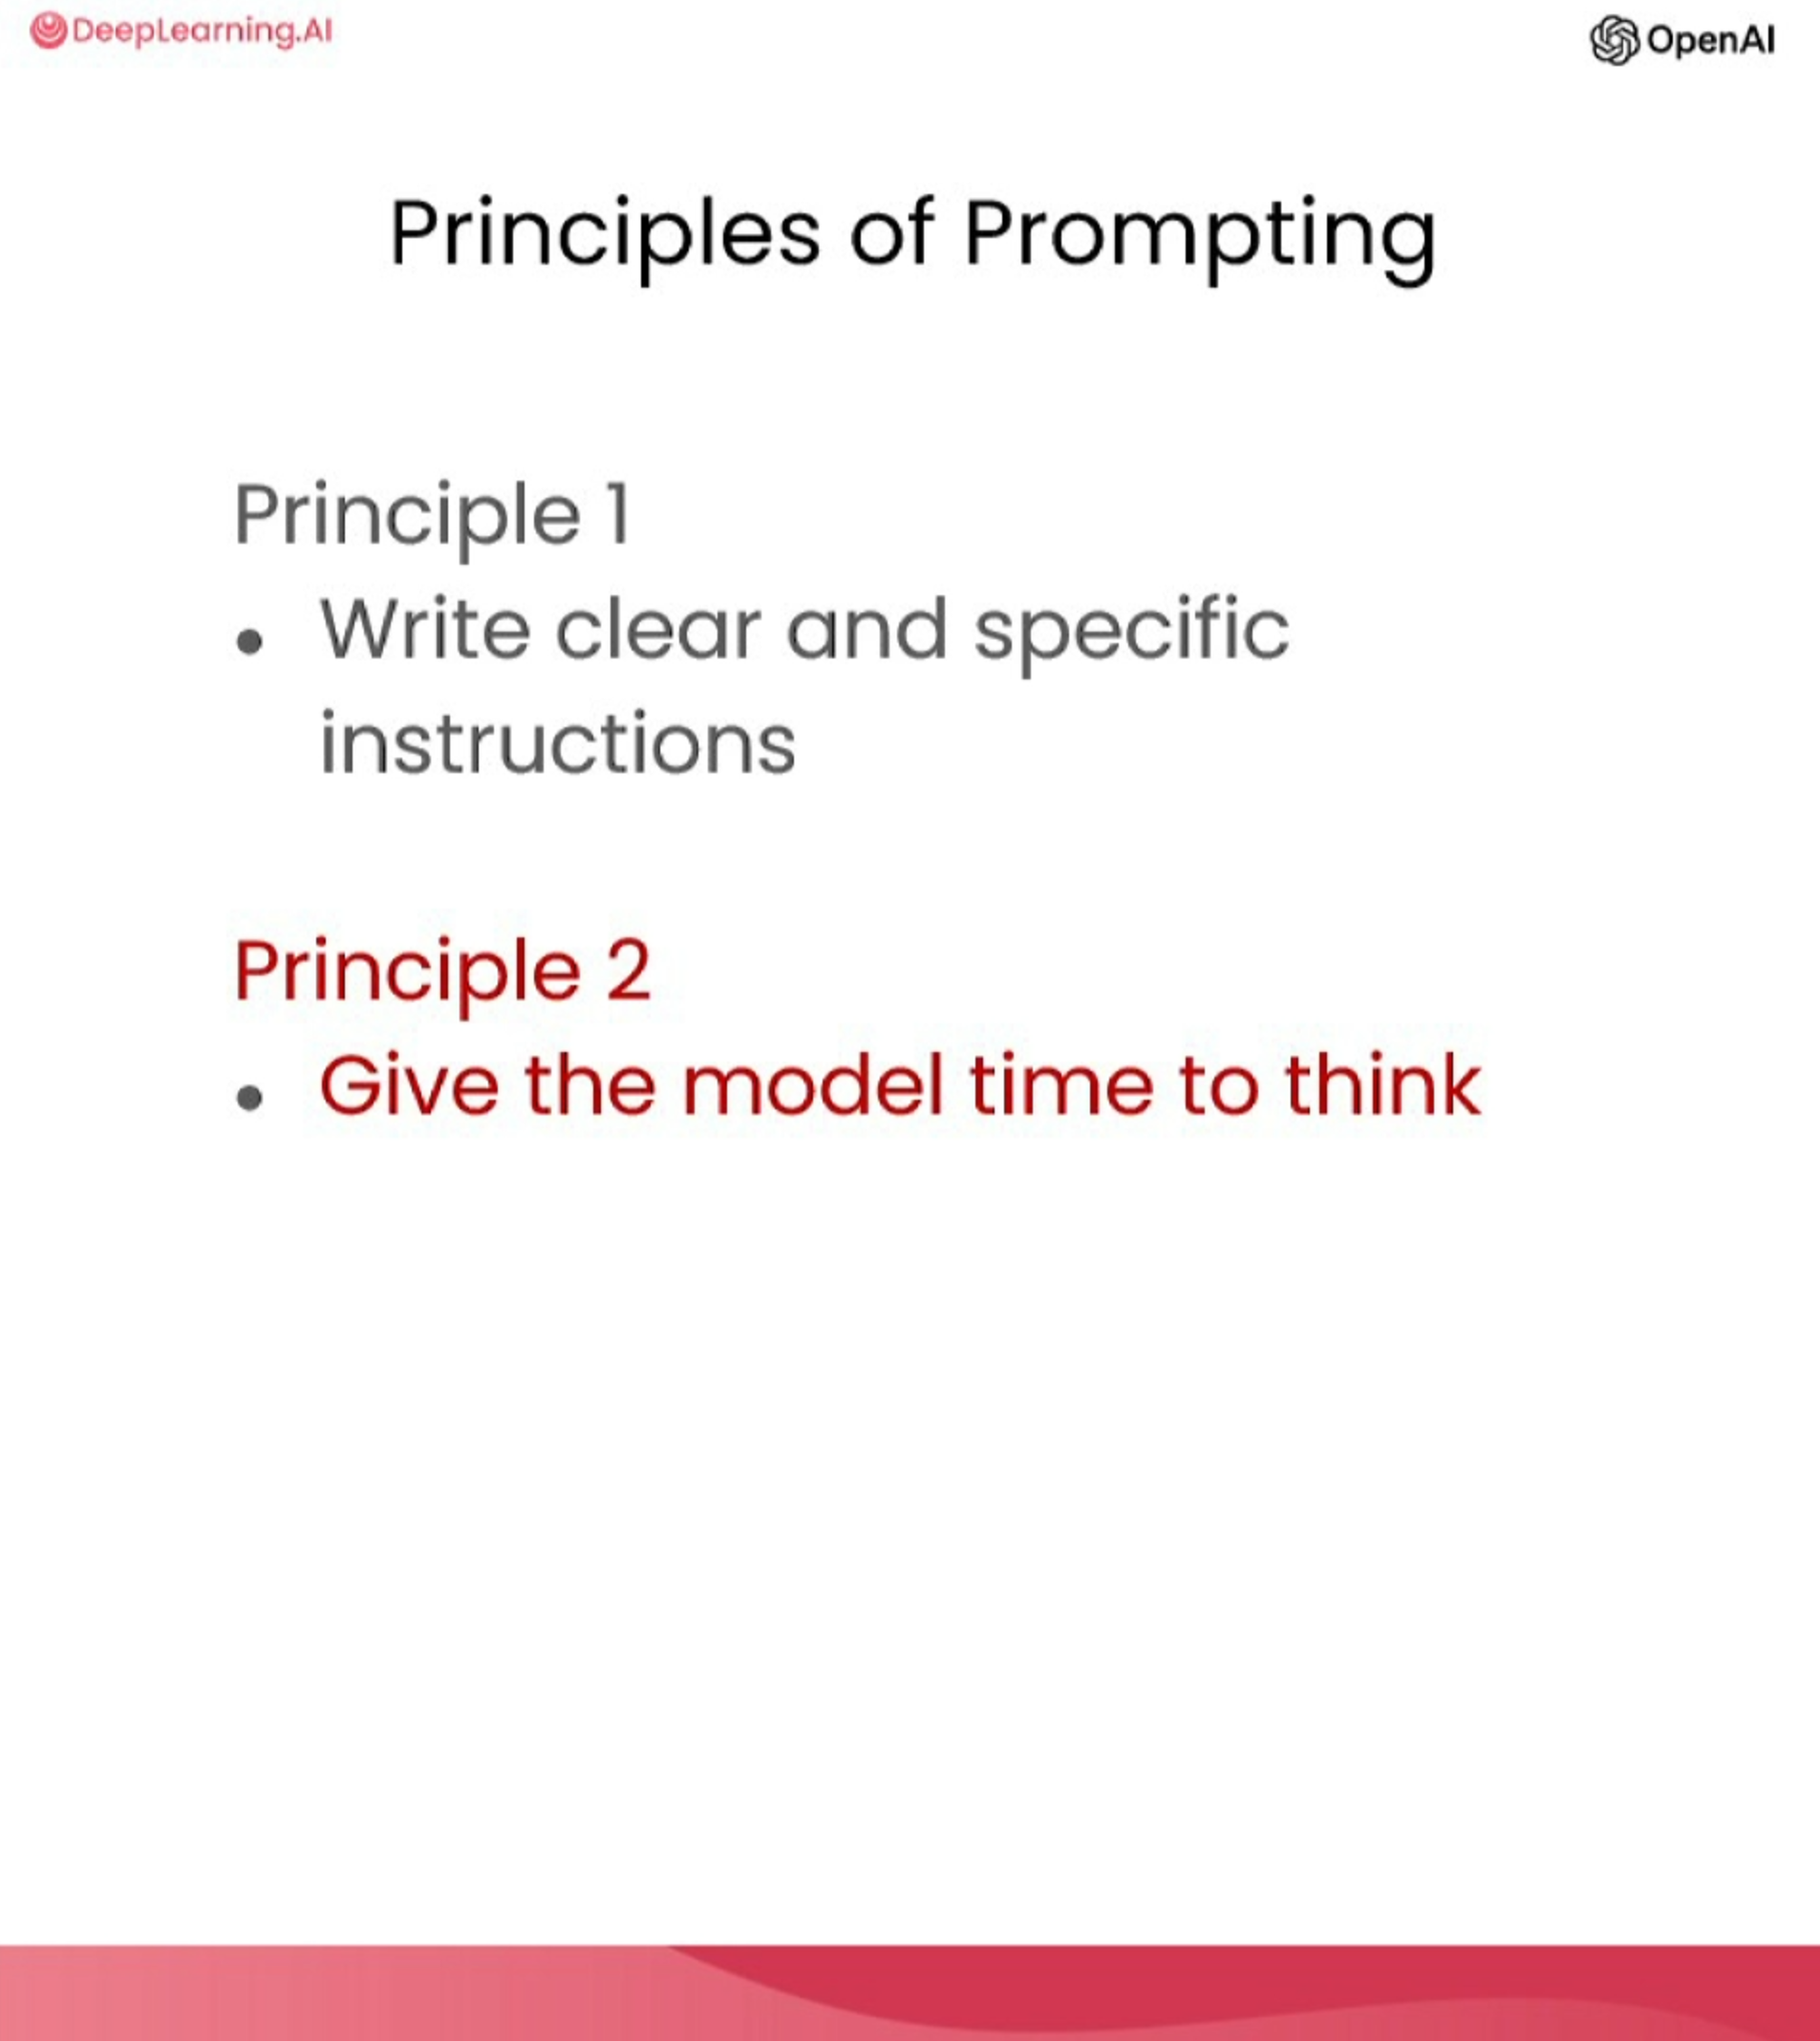 DeepLearning.AI
OpenAI
Principles of Prompting
Principle 1
• Write clear and specific
instructions
Principle 2
• Give the model time to think